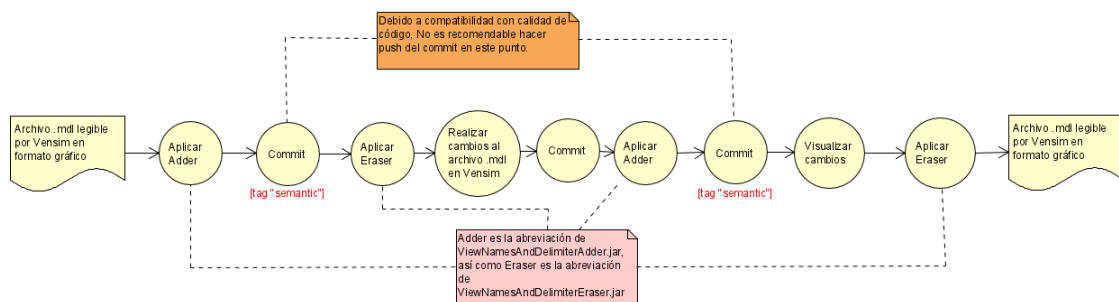 Debido a compatibilidad con calidad de
código, No es recomendable hacer
push del commit en este punto.
Archivo .mdl legible
por Vensim en
formato gráfico
Aplicar
Adder
Commit
[tag "semantic"]
Aplicar
Eraser
Realizar
cambios al
archivo .mdl
en Vensim
Commit
Aplicar
Adder
Commit
[tag "semantic"]
Visualizar
cambios
Aplicar
Eraser
Archivo .mdl legible
por Vensim en
formato gráfico
Adder es la abreviación de
ViewNamesAndDelimiterAdder.jar,
así como Eraser es la abreviación
de
ViewNamesAndDelimiterEraser.jar